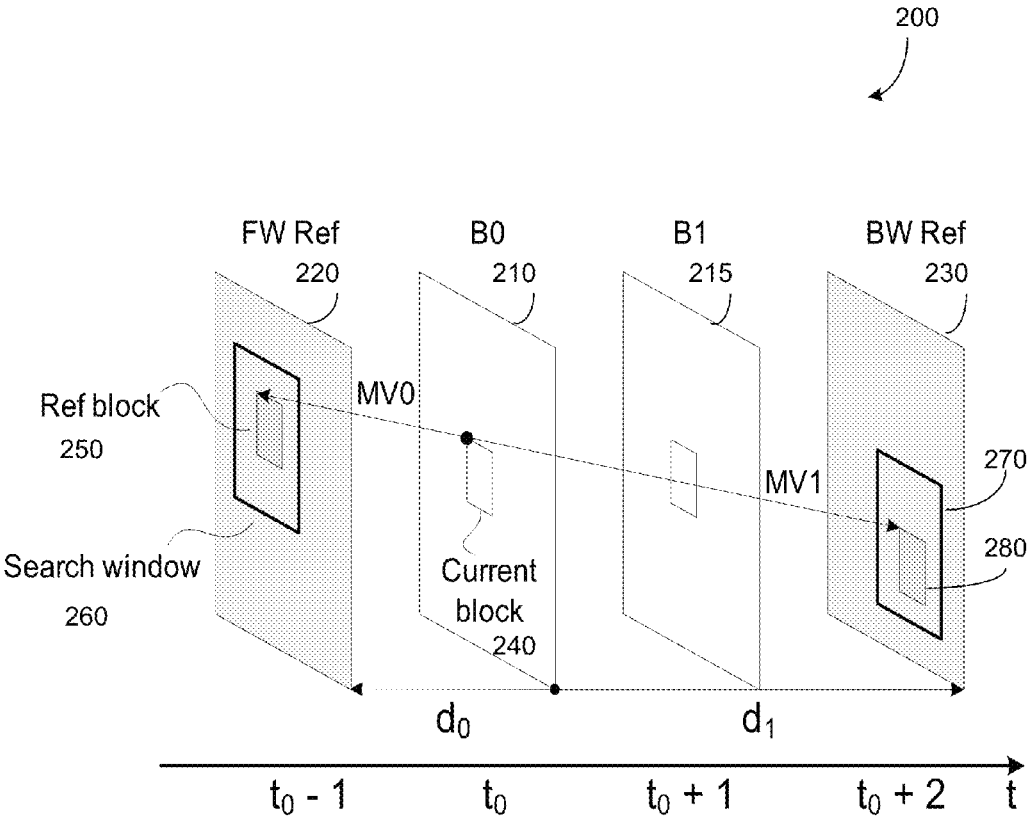 200
FW Ref
220
B0
210
B1
215
BW Ref
230
MV0
Ref block
250
MV1
270
280
Search window
260
Current
block
240
d₀
d₁
t₀ - 1
t₀
t₀ + 1
t₀ + 2
t